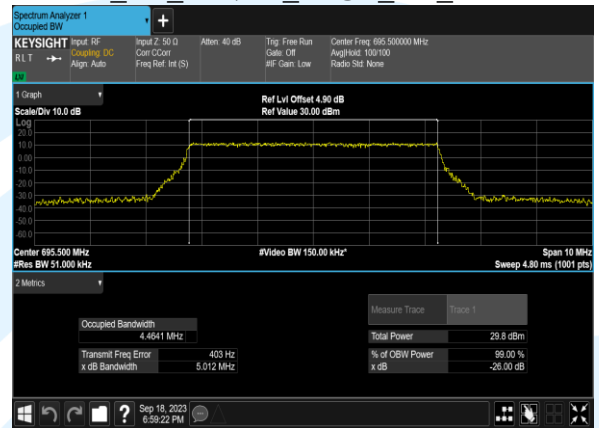 Spectrum Analyzer 1
Occupied BW
+
KEYSIGHT
RLT
LV
Input: RF
Coupling: DC
Align: Auto
Input Z: 50 Ω
Corr CCorr
Freq Ref: Int (S)
Atten: 40 dB
Trig: Free Run
Gate: Off
#IF Gain: Low
Center Freq: 695.500000 MHz
Avg|Hold: 100/100
Radio Std: None
1 Graph
Scale/Div 10.0 dB
Ref Lvl Offset 4.90 dB
Ref Value 30.00 dBm
Log
20.0
10.0
0.00
-10.0
-20.0
-30.0
-40.0
-50.0
-60.0
Center 695.500 MHz
#Video BW 150.00 kHz*
Span 10 MHz
#Res BW 51.000 kHz
Sweep 4.80 ms (1001 pts)
2 Metrics
Measure Trace Trace 1
Occupied Bandwidth
4.4641 MHz
Total Power 29.8 dBm
Transmit Freq Error 403 Hz
% of OBW Power 99.00 %
x dB Bandwidth 5.012 MHz
x dB -26.00 dB
?
Sep 18, 2023
6:59:22 PM